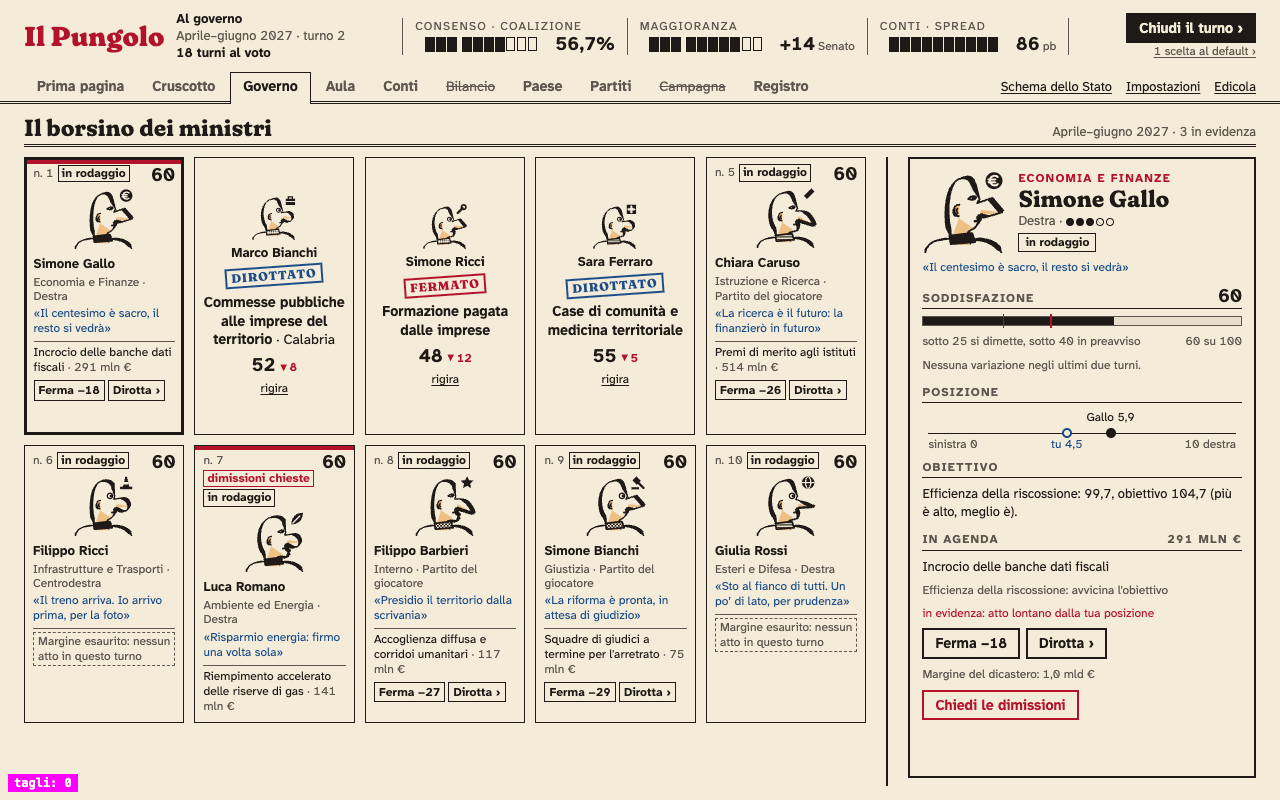 Il Pungolo
Al governo
Aprile–giugno 2027 · turno 2
18 turni al voto
CONSENSO · COALIZIONE
56,7%
MAGGIORANZA
+14 Senato
CONTI · SPREAD
86 pb
Chiudi il turno ›
1 scelta al default ›
Prima pagina
Cruscotto
Governo
Aula
Conti
Bilancio
Paese
Partiti
Campagna
Registro
Schema dello Stato
Impostazioni
Edicola
Il borsino dei ministri
Aprile–giugno 2027 · 3 in evidenza
n. 1 in rodaggio 60
Simone Gallo
Economia e Finanze ·
Destra
«Il centesimo è sacro, il
resto si vedrà»
Incrocio delle banche dati
fiscali · 291 mln €
Ferma −18 Dirotta ›
Marco Bianchi
DIROTTATO
Commesse pubbliche
alle imprese del
territorio · Calabria
52 ▼8
rigira
Simone Ricci
FERMATO
Formazione pagata
dalle imprese
48 ▼12
rigira
Sara Ferraro
DIROTTATO
Case di comunità e
medicina territoriale
55 ▼5
rigira
n. 5 in rodaggio 60
Chiara Caruso
Istruzione e Ricerca ·
Partito del giocatore
«La ricerca è il futuro: la
finanzierò in futuro»
Premi di merito agli istituti
· 514 mln €
Ferma −26 Dirotta ›
n. 6 in rodaggio 60
Filippo Ricci
Infrastrutture e Trasporti ·
Centrodestra
«Il treno arriva. Io arrivo
prima, per la foto»
Margine esaurito: nessun
atto in questo turno
n. 7 60
dimissioni chieste
in rodaggio
Luca Romano
Ambiente ed Energia ·
Destra
«Risparmio energia: firmo
una volta sola»
Riempimento accelerato
delle riserve di gas · 141
mln €
n. 8 in rodaggio 60
Filippo Barbieri
Interno · Partito del
giocatore
«Presidio il territorio dalla
scrivania»
Accoglienza diffusa e
corridoi umanitari · 117
mln €
Ferma −27 Dirotta ›
n. 9 in rodaggio 60
Simone Bianchi
Giustizia · Partito del
giocatore
«La riforma è pronta, in
attesa di giudizio»
Squadre di giudici a
termine per l'arretrato · 75
mln €
Ferma −29 Dirotta ›
n. 10 in rodaggio 60
Giulia Rossi
Esteri e Difesa · Destra
«Sto al fianco di tutti. Un
po' di lato, per prudenza»
Margine esaurito: nessun
atto in questo turno
ECONOMIA E FINANZE
Simone Gallo
Destra · ●●●○○
in rodaggio
«Il centesimo è sacro, il resto si vedrà»
SODDISFAZIONE 60
sotto 25 si dimette, sotto 40 in preavviso 60 su 100
Nessuna variazione negli ultimi due turni.
POSIZIONE
Gallo 5,9
sinistra 0 tu 4,5 10 destra
OBIETTIVO
Efficienza della riscossione: 99,7, obiettivo 104,7 (più
è alto, meglio è).
IN AGENDA 291 MLN €
Incrocio delle banche dati fiscali
Efficienza della riscossione: avvicina l'obiettivo
in evidenza: atto lontano dalla tua posizione
Ferma −18 Dirotta ›
Margine del dicastero: 1,0 mld €
Chiedi le dimissioni
tagli: 0